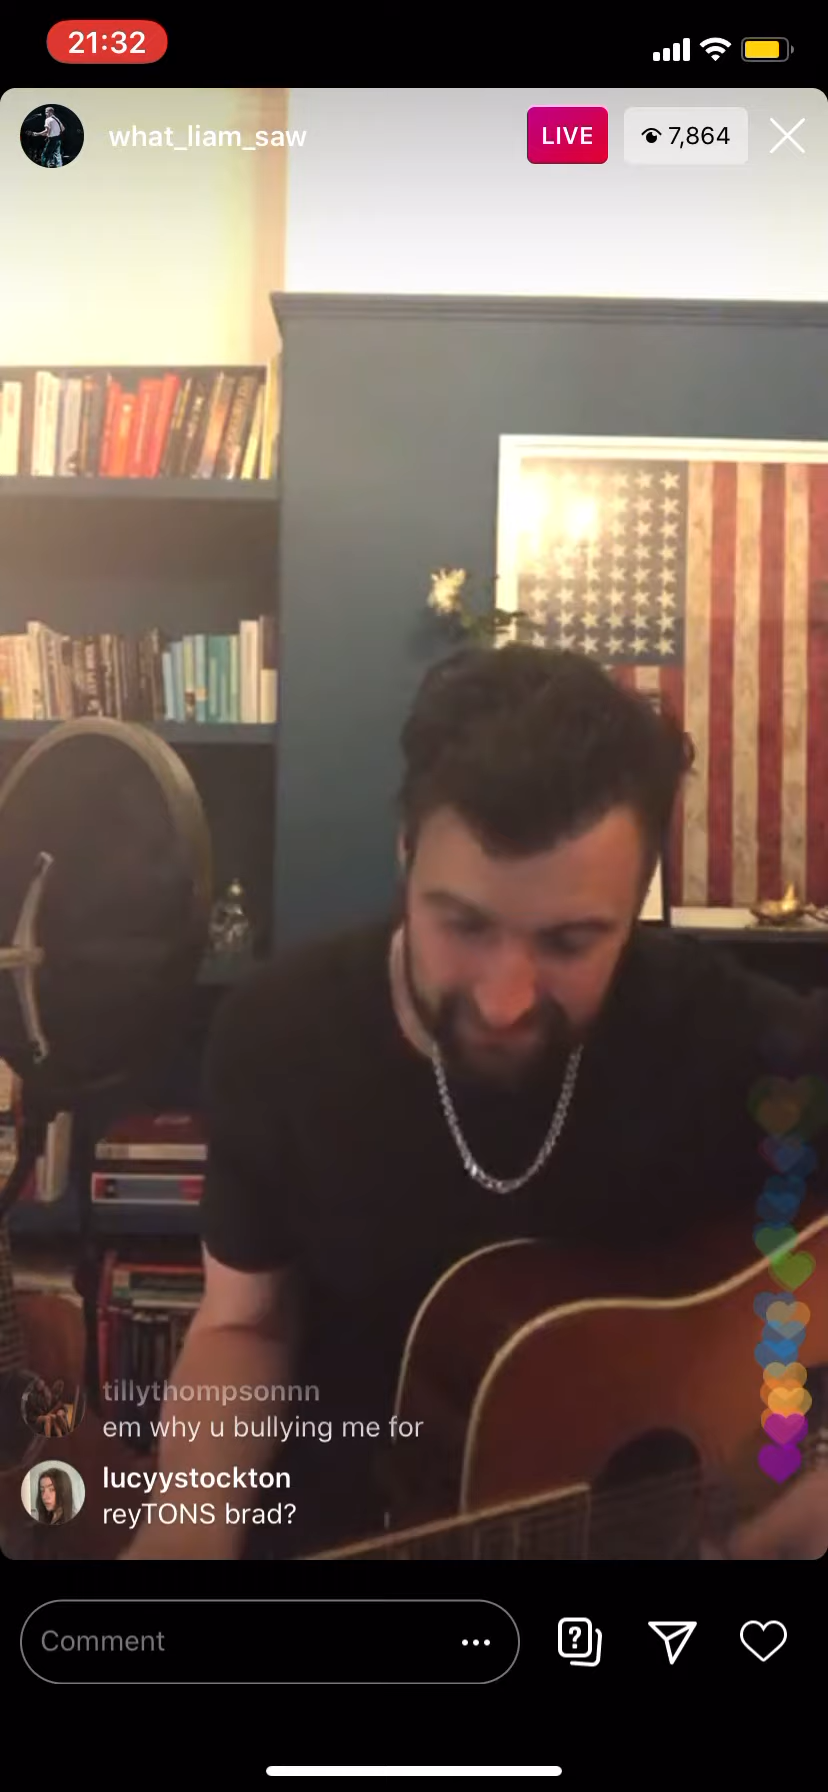 21:32
what_liam_saw
LIVE
7,864
tillythompsonnn
em why u bullying me for
lucyystockton
reyTONS brad?
Comment